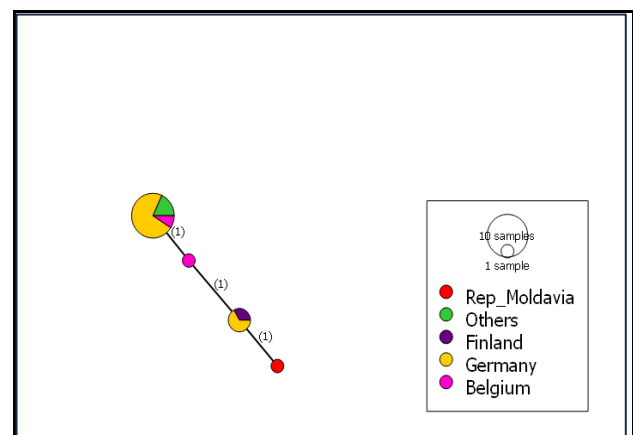 (1)
(1)
(1)
10 samples
1 sample
Rep_Moldavia
Others
Finland
Germany
Belgium